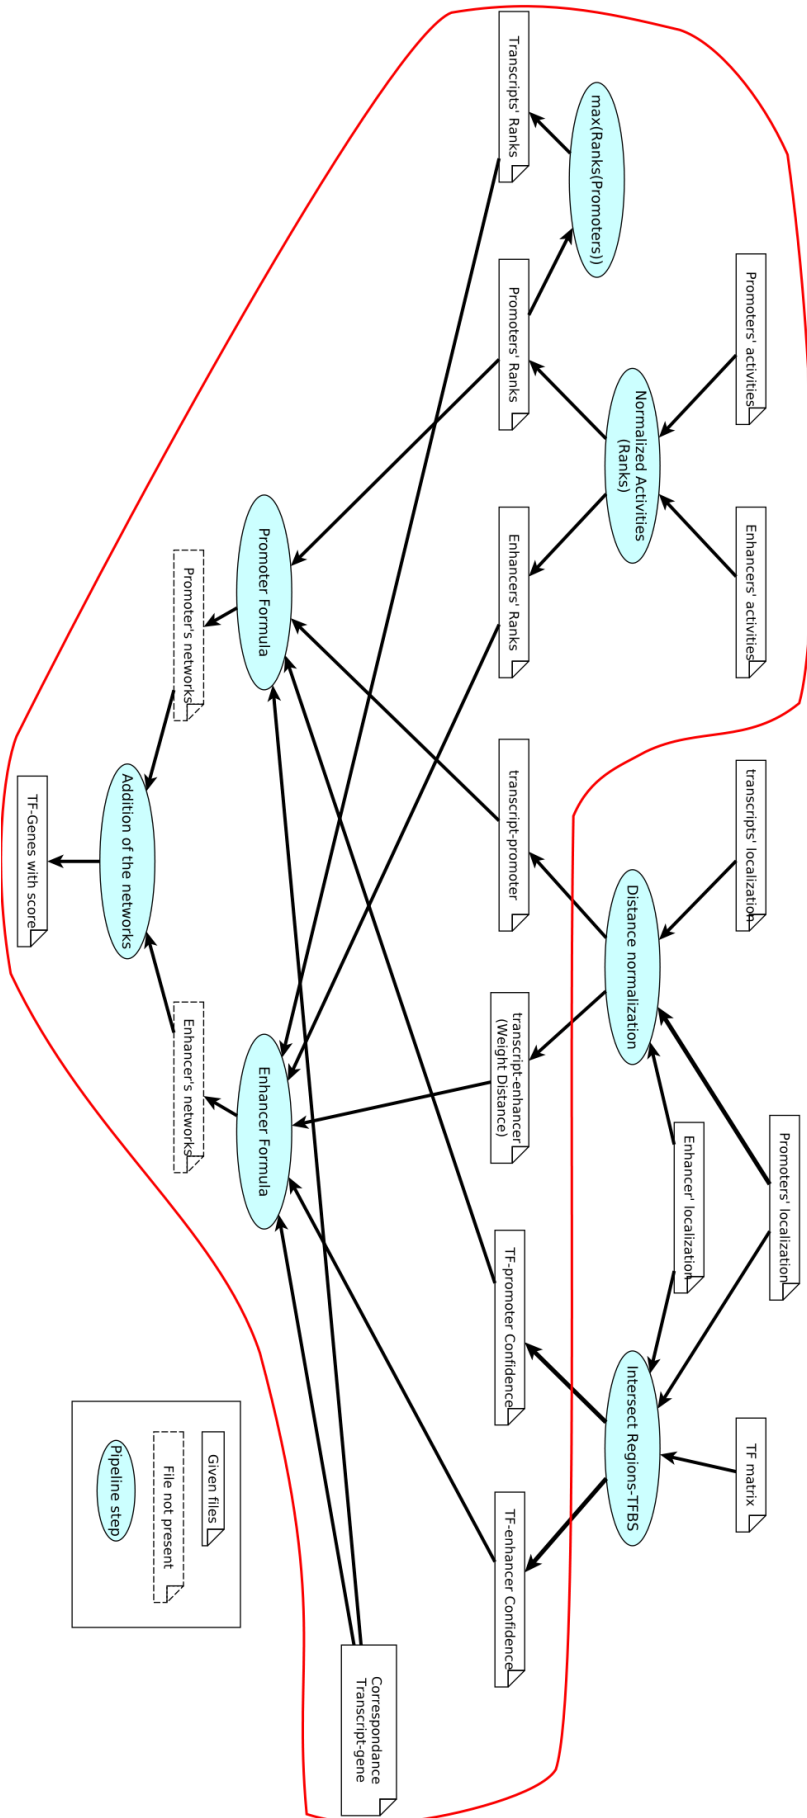 Promoters' activities
Enhancers' activities
transcripts' localization
Promoters' localization
Enhancer' localization
TF matrix
max(Ranks(Promoters))
Normalized Activities
(Ranks)
Distance normalization
Intersect Regions-TFBS
Transcripts' Ranks
Promoters' Ranks
Enhancers' Ranks
transcript-promoter
transcript-enhancer
(Weight Distance)
TF-promoter Confidence
TF-enhancer Confidence
Correspondance
Transcript-gene
Promoter Formula
Enhancer Formula
Promoter's networks
Enhancer's networks
Addition of the networks
TF-Genes with score
Given files
File not present
Pipeline step